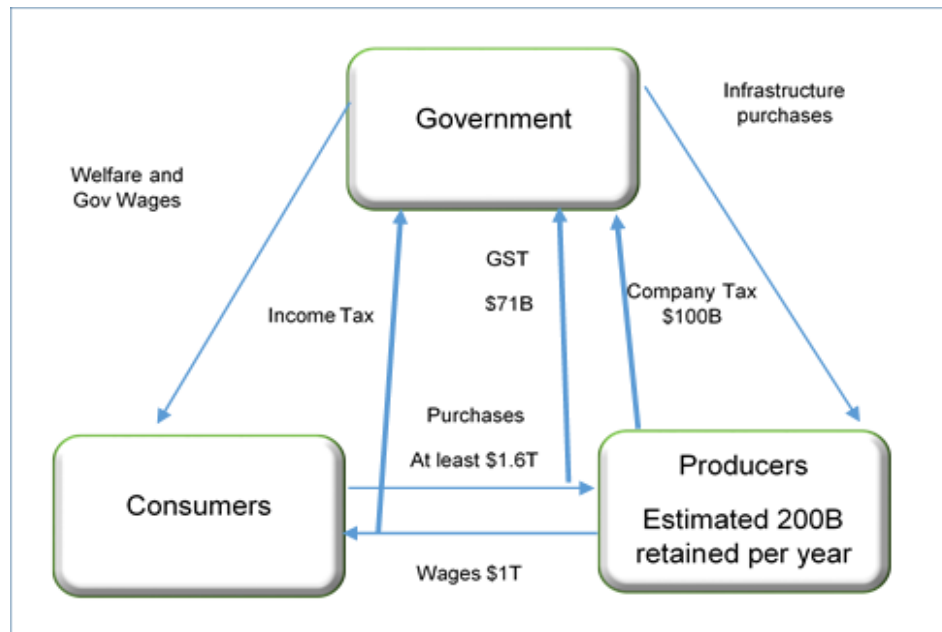 Government
Infrastructure
purchases
Welfare and
Gov Wages
GST
$71B
Income Tax
Company Tax
$100B
Purchases
At least $1.6T
Consumers
Producers
Estimated 200B
retained per year
Wages $1T